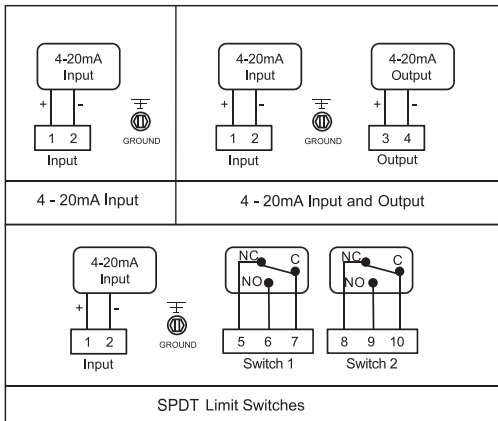 4-20mA
Input
+ -
1 2
Input
GROUND
4 - 20mA Input
4-20mA
Input
+ -
1 2
Input
GROUND
4-20mA
Output
+ -
3 4
Output
4 - 20mA Input and Output
4-20mA
Input
+ -
1 2
Input
GROUND
NC C
NO
5 6 7
Switch 1
NC C
NO
8 9 10
Switch 2
SPDT Limit Switches